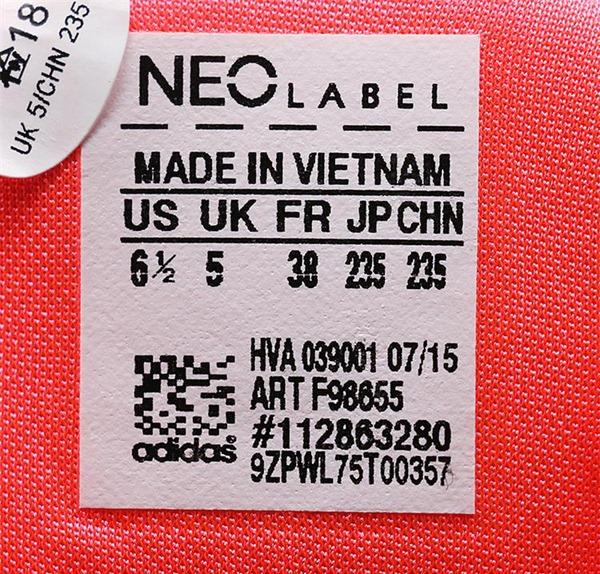 检18
UK 5/CHN 235
NEO LABEL
MADE IN VIETNAM
US UK FR JP CHN
6½ 5 38 235 235
HVA 039001 07/15
ART F98655
#112863280
adidas®
9ZPWL75T00357